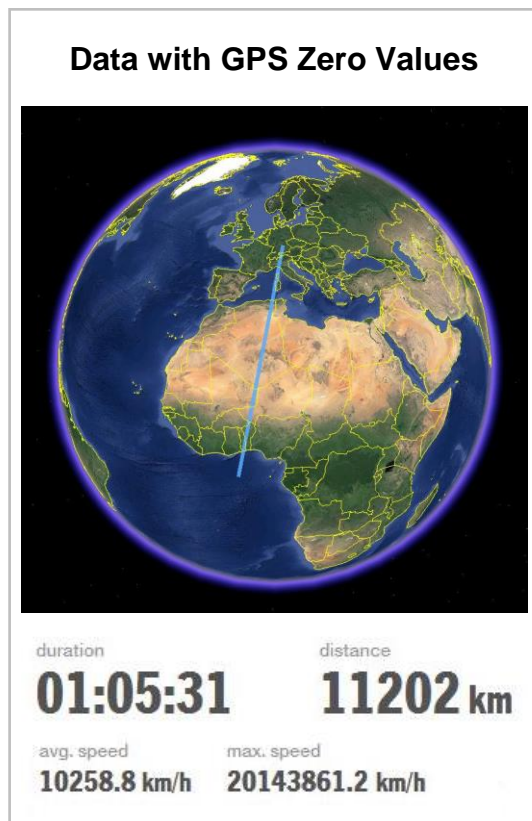 Data with GPS Zero Values
duration distance
01:05:31 11202 km
avg. speed max. speed
10258.8 km/h 20143861.2 km/h